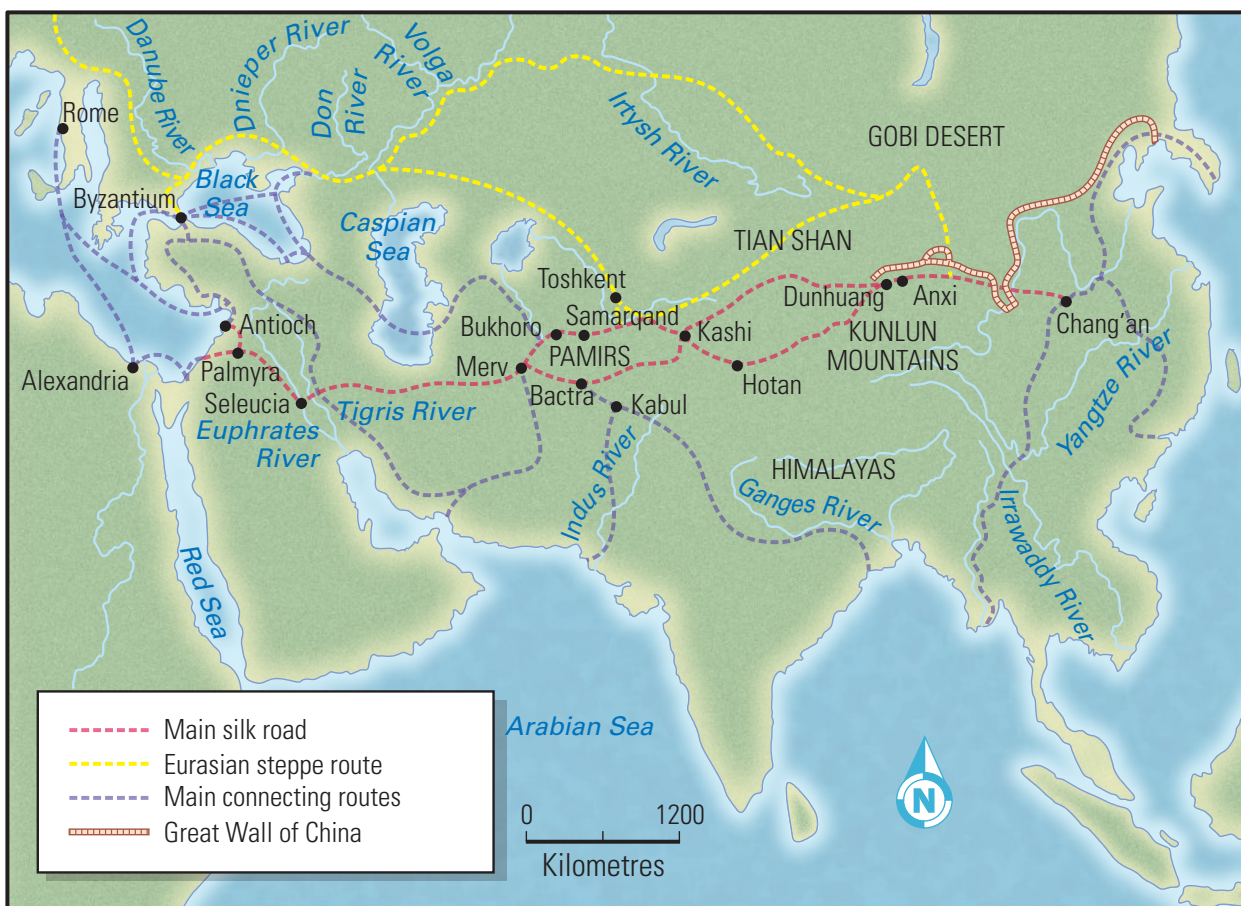 Danube River
Dnieper River
Don
River
Volga
River
Irtysh River
Rome
GOBI DESERT
Byzantium
Black
Sea
Caspian
Sea
TIAN SHAN
Toshkent
Dunhuang
Anxi
Antioch
Bukhoro
Samarqand
Kashi
Chang'an
KUNLUN
MOUNTAINS
Alexandria
Palmyra
Merv
PAMIRS
Hotan
Seleucia
Tigris River
Bactra
Kabul
Yangtze River
Euphrates
River
Indus River
HIMALAYAS
Ganges River
Irrawaddy River
Red Sea
Main silk road
Eurasian steppe route
Main connecting routes
Great Wall of China
Arabian Sea
0 1200
Kilometres
N